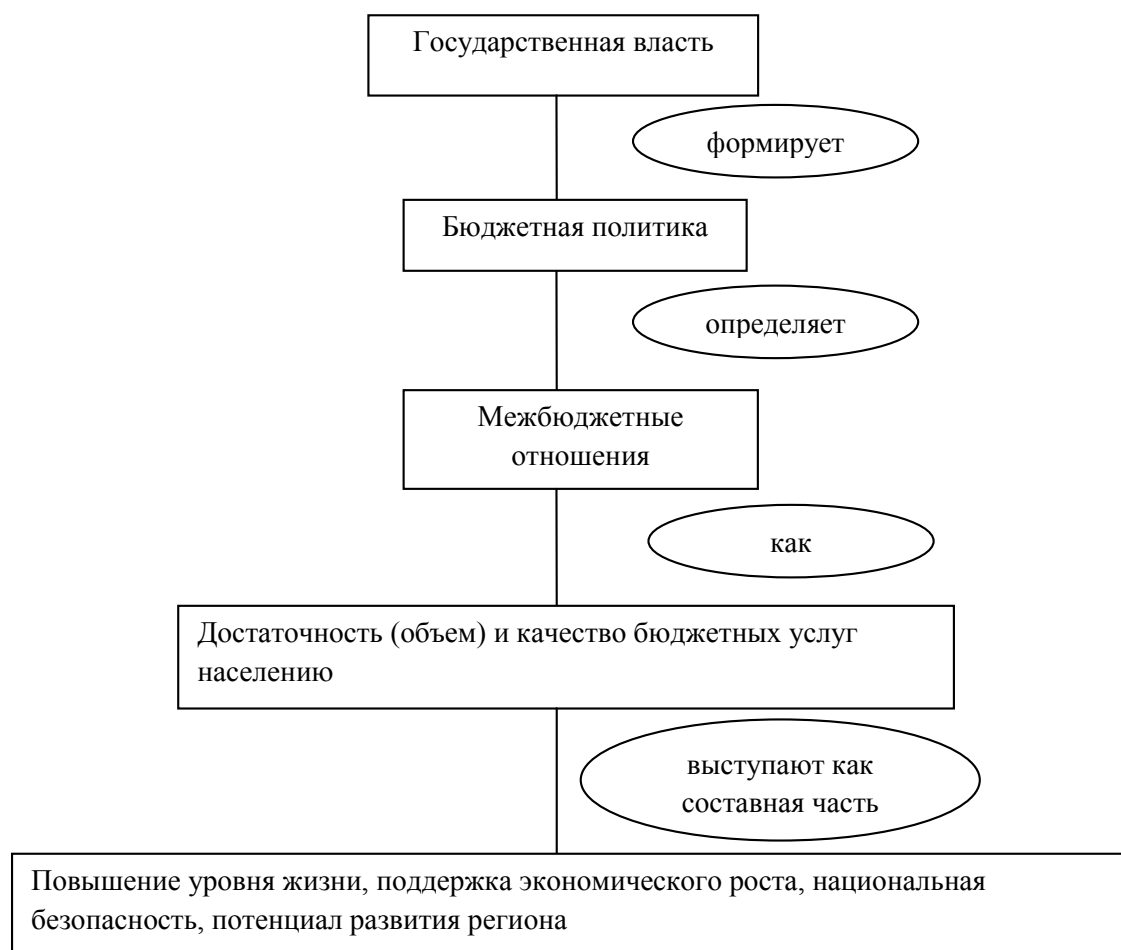 Государственная власть
формирует
Бюджетная политика
определяет
Межбюджетные
отношения
как
Достаточность (объем) и качество бюджетных услуг
населению
выступают как
составная часть
Повышение уровня жизни, поддержка экономического роста, национальная
безопасность, потенциал развития региона